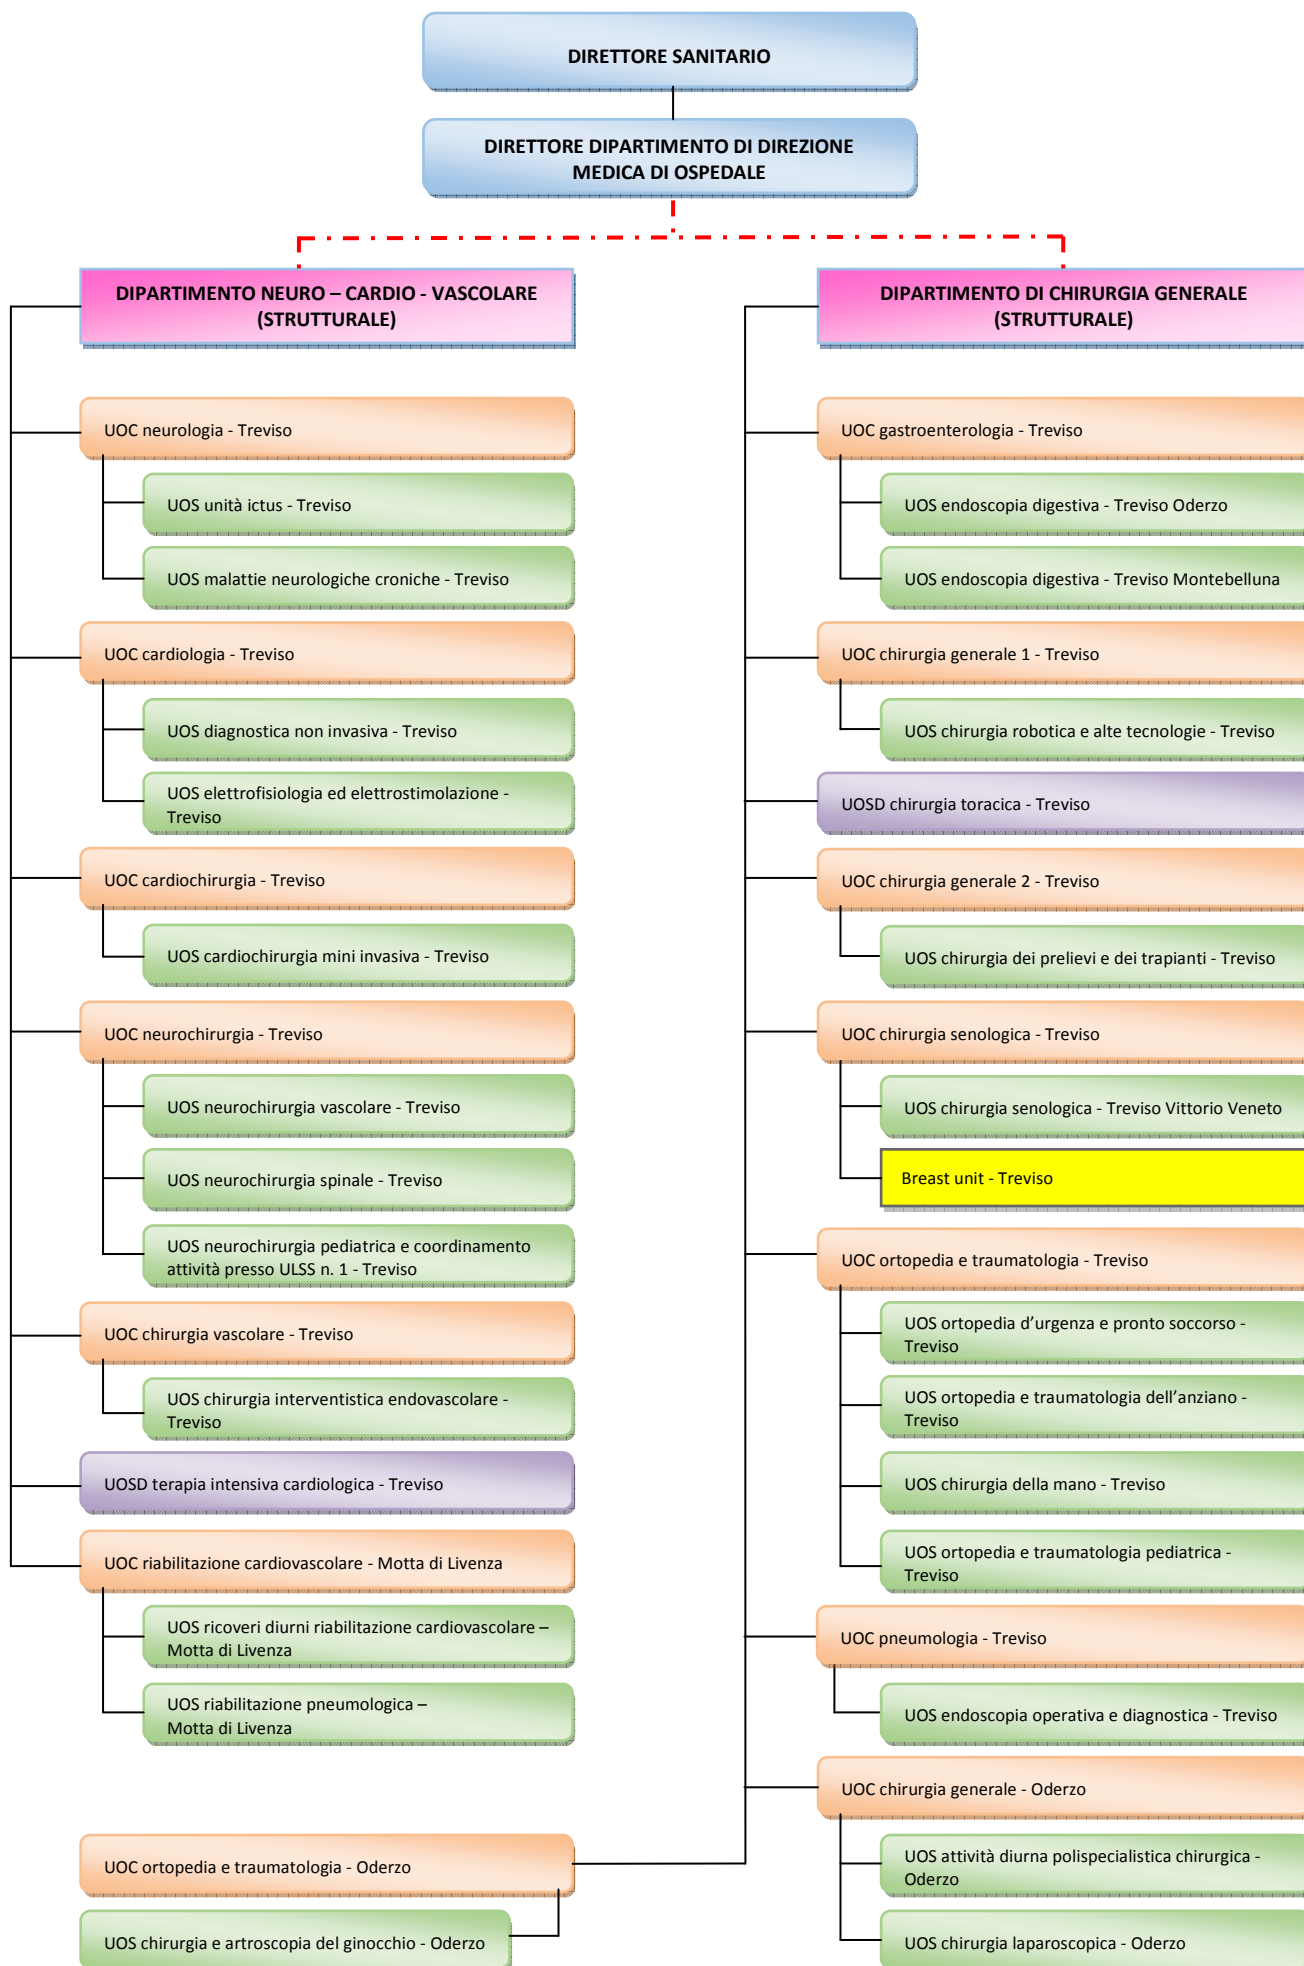 DIRETTORE SANITARIO
DIRETTORE DIPARTIMENTO DI DIREZIONE
MEDICA DI OSPEDALE
DIPARTIMENTO NEURO – CARDIO - VASCOLARE
(STRUTTURALE)
UOC neurologia - Treviso
UOS unità ictus - Treviso
UOS malattie neurologiche croniche - Treviso
UOC cardiologia - Treviso
UOS diagnostica non invasiva - Treviso
UOS elettrofisiologia ed elettrostimolazione -
Treviso
UOC cardiochirurgia - Treviso
UOS cardiochirurgia mini invasiva - Treviso
UOC neurochirurgia - Treviso
UOS neurochirurgia vascolare - Treviso
UOS neurochirurgia spinale - Treviso
UOS neurochirurgia pediatrica e coordinamento
attività presso ULSS n. 1 - Treviso
UOC chirurgia vascolare - Treviso
UOS chirurgia interventistica endovascolare -
Treviso
UOSD terapia intensiva cardiologica - Treviso
UOC riabilitazione cardiovascolare - Motta di Livenza
UOS ricoveri diurni riabilitazione cardiovascolare –
Motta di Livenza
UOS riabilitazione pneumologica –
Motta di Livenza
DIPARTIMENTO DI CHIRURGIA GENERALE
(STRUTTURALE)
UOC gastroenterologia - Treviso
UOS endoscopia digestiva - Treviso Oderzo
UOS endoscopia digestiva - Treviso Montebelluna
UOC chirurgia generale 1 - Treviso
UOS chirurgia robotica e alte tecnologie - Treviso
UOSD chirurgia toracica - Treviso
UOC chirurgia generale 2 - Treviso
UOS chirurgia dei prelievi e dei trapianti - Treviso
UOC chirurgia senologica - Treviso
UOS chirurgia senologica - Treviso Vittorio Veneto
Breast unit - Treviso
UOC ortopedia e traumatologia - Treviso
UOS ortopedia d’urgenza e pronto soccorso -
Treviso
UOS ortopedia e traumatologia dell’anziano -
Treviso
UOS chirurgia della mano - Treviso
UOS ortopedia e traumatologia pediatrica -
Treviso
UOC pneumologia - Treviso
UOS endoscopia operativa e diagnostica - Treviso
UOC chirurgia generale - Oderzo
UOS attività diurna polispecialistica chirurgica -
Oderzo
UOS chirurgia laparoscopica - Oderzo
UOC ortopedia e traumatologia - Oderzo
UOS chirurgia e artroscopia del ginocchio - Oderzo